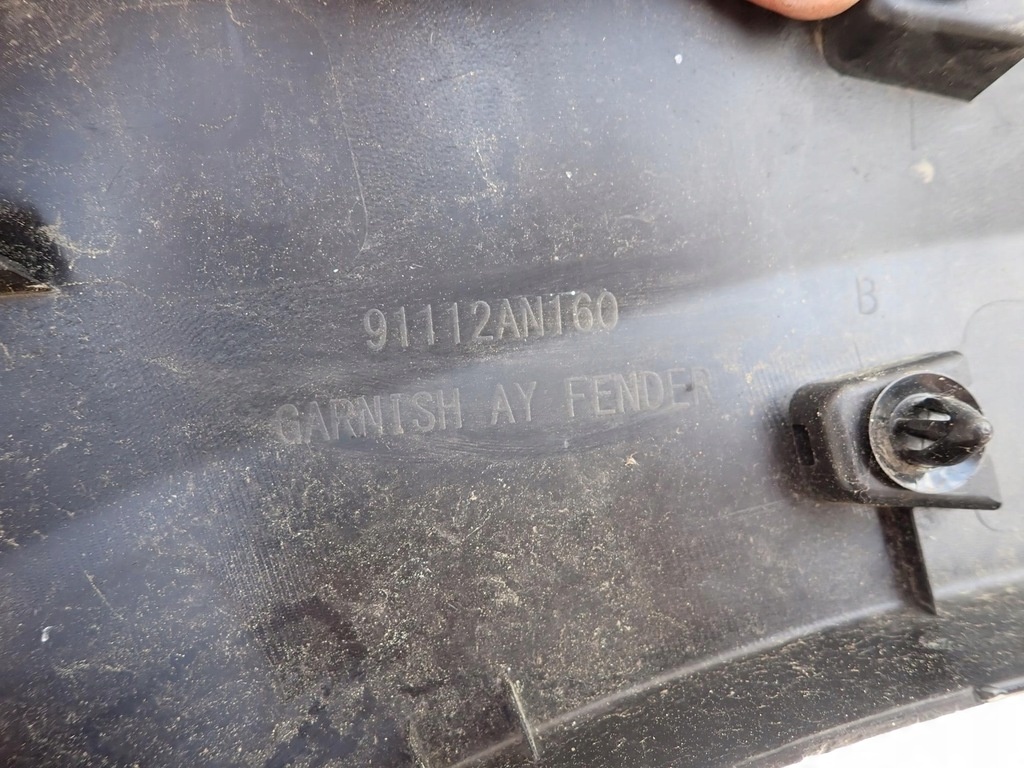 91112AN160
B
GARNISH AY FENDER